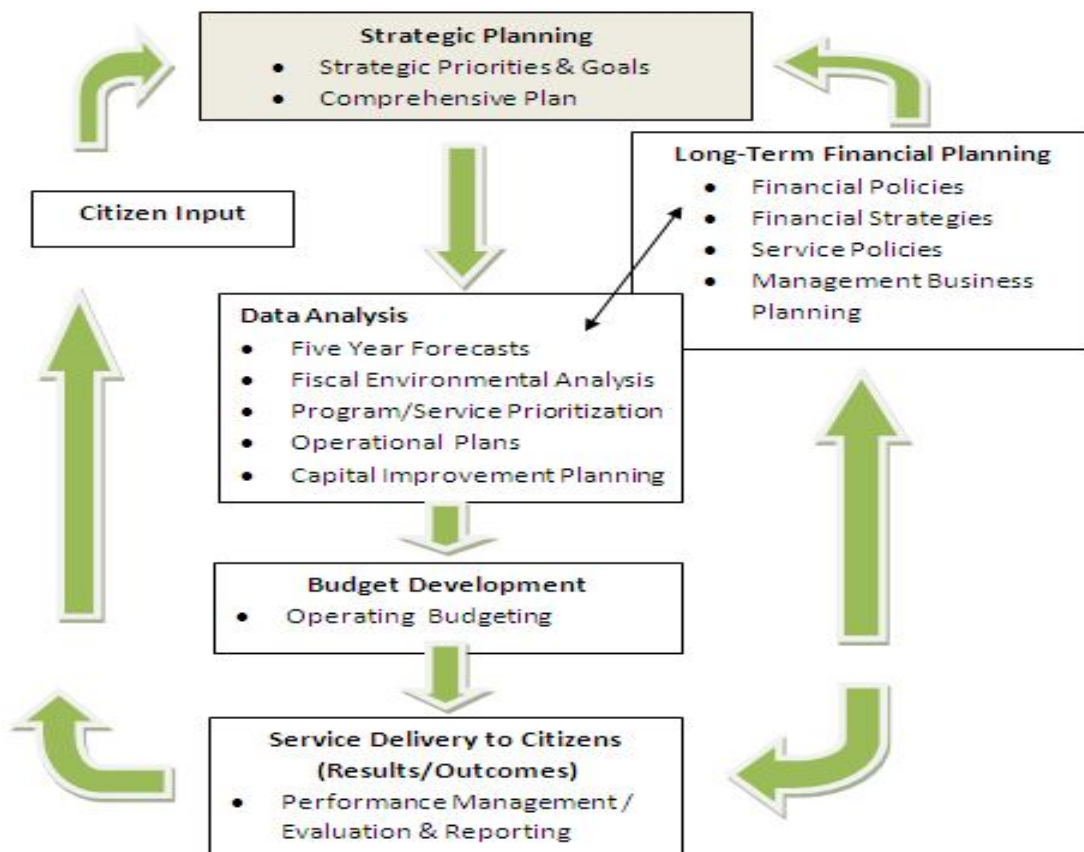 Strategic Planning
• Strategic Priorities & Goals
• Comprehensive Plan
Long-Term Financial Planning
• Financial Policies
• Financial Strategies
• Service Policies
• Management Business
Planning
Citizen Input
Data Analysis
• Five Year Forecasts
• Fiscal Environmental Analysis
• Program/Service Prioritization
• Operational Plans
• Capital Improvement Planning
Budget Development
• Operating Budgeting
Service Delivery to Citizens
(Results/Outcomes)
• Performance Management /
Evaluation & Reporting